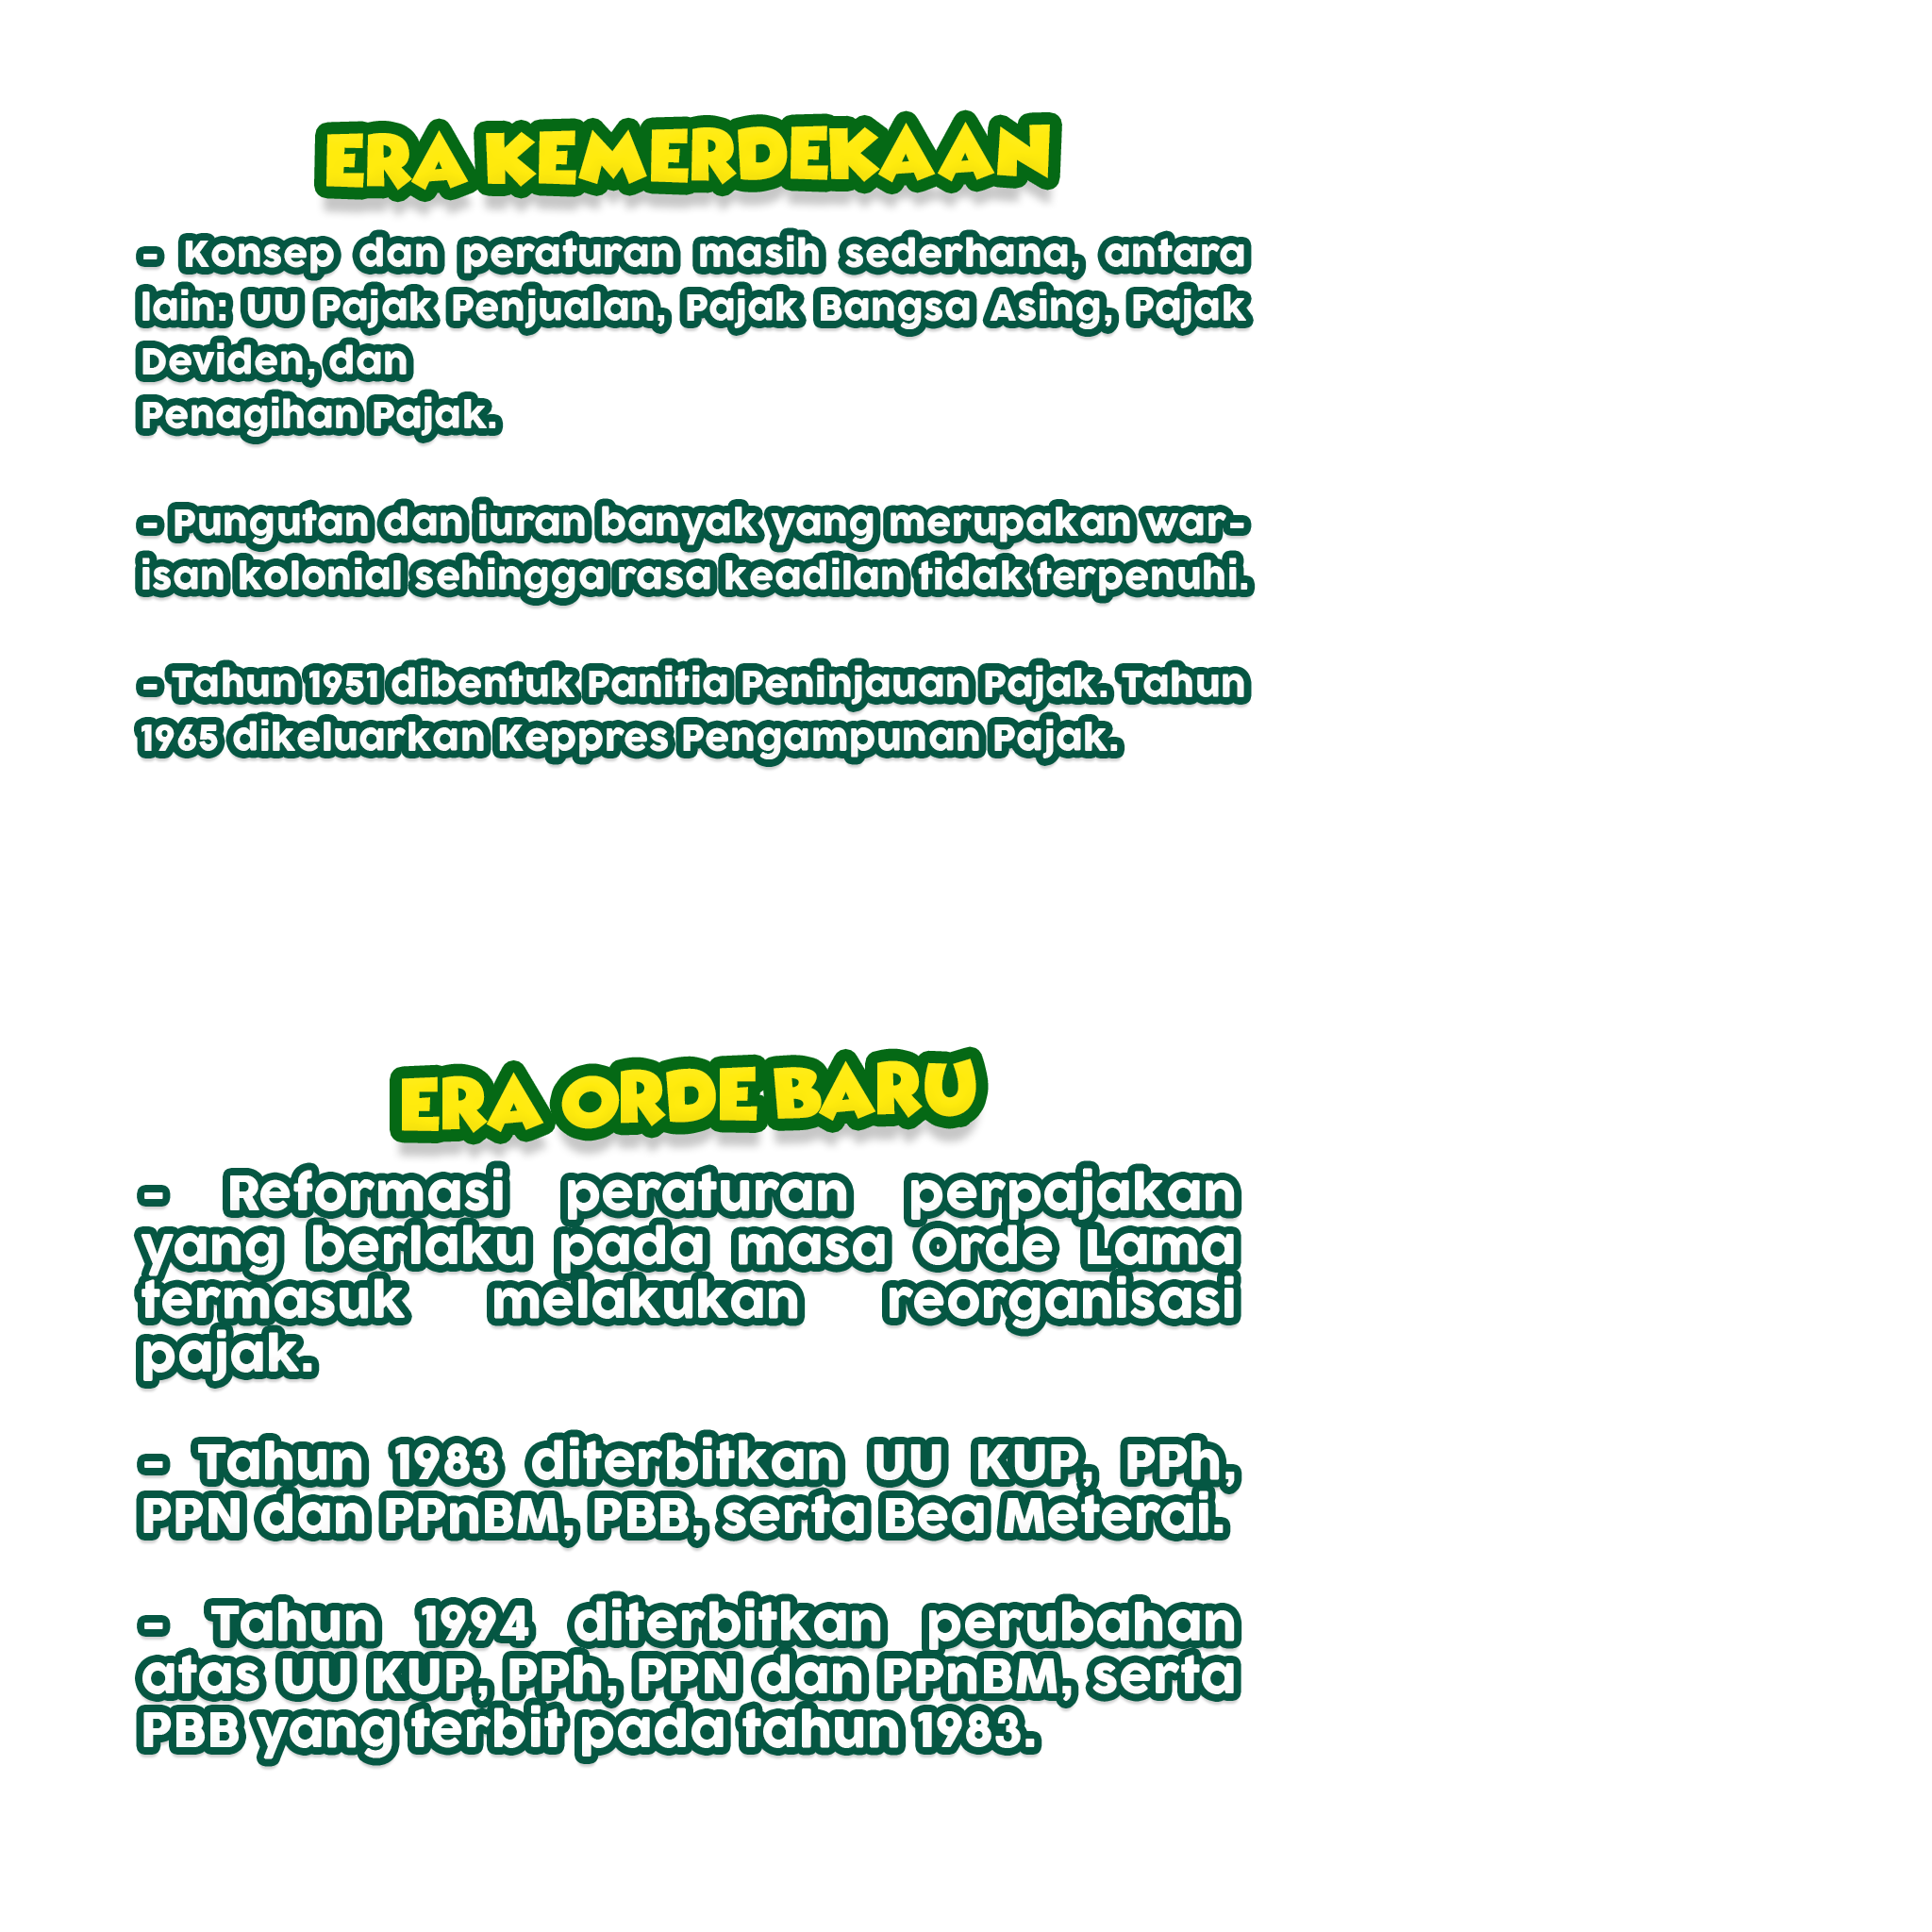 ERA KEMERDEKAAN
- Konsep dan peraturan masih sederhana, antara
lain: UU Pajak Penjualan, Pajak Bangsa Asing, Pajak
Deviden, dan
Penagihan Pajak.
- Pungutan dan iuran banyak yang merupakan war-
isan kolonial sehingga rasa keadilan tidak terpenuhi.
- Tahun 1951 dibentuk Panitia Peninjauan Pajak. Tahun
1965 dikeluarkan Keppres Pengampunan Pajak.
ERA ORDE BARU
- Reformasi peraturan perpajakan
yang berlaku pada masa Orde Lama
termasuk melakukan reorganisasi
pajak.
- Tahun 1983 diterbitkan UU KUP, PPh,
PPN dan PPnBM, PBB, serta Bea Meterai.
- Tahun 1994 diterbitkan perubahan
atas UU KUP, PPh, PPN dan PPnBM, serta
PBB yang terbit pada tahun 1983.